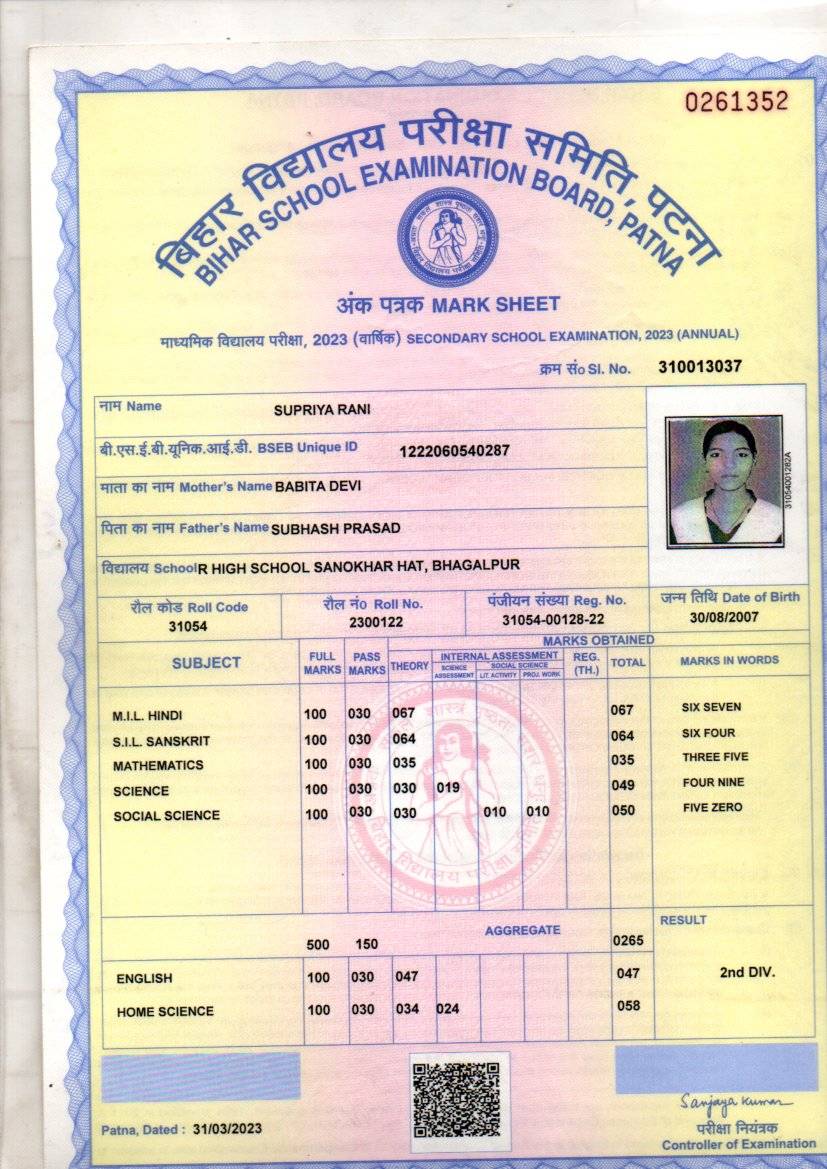 0261352
बिहार विद्यालय परीक्षा समिति, पटना
BIHAR SCHOOL EXAMINATION BOARD, PATNA
अंक पत्रक MARK SHEET
माध्यमिक विद्यालय परीक्षा, 2023 (वार्षिक) SECONDARY SCHOOL EXAMINATION, 2023 (ANNUAL)
क्रम सं० Sl. No. 310013037
नाम Name SUPRIYA RANI
बी.एस.ई.बी.यूनिक.आई.डी. BSEB Unique ID 1222060540287
माता का नाम Mother's Name BABITA DEVI
पिता का नाम Father's Name SUBHASH PRASAD
विद्यालय School R HIGH SCHOOL SANOKHAR HAT, BHAGALPUR
31054001282A
रौल कोड Roll Code रौल नं० Roll No. पंजीयन संख्या Reg. No. जन्म तिथि Date of Birth
31054 2300122 31054-00128-22 30/08/2007
MARKS OBTAINED
SUBJECT FULL MARKS PASS MARKS THEORY INTERNAL ASSESSMENT REG. (TH.) TOTAL MARKS IN WORDS
SCIENCE ASSESSMENT SOCIAL SCIENCE LIT. ACTIVITY PROJ. WORK
M.I.L. HINDI 100 030 067 067 SIX SEVEN
S.I.L. SANSKRIT 100 030 064 064 SIX FOUR
MATHEMATICS 100 030 035 035 THREE FIVE
SCIENCE 100 030 030 019 049 FOUR NINE
SOCIAL SCIENCE 100 030 030 010 010 050 FIVE ZERO
AGGREGATE RESULT
500 150 0265
ENGLISH 100 030 047 047 2nd DIV.
HOME SCIENCE 100 030 034 024 058
Sanjaya Kumar
Patna, Dated : 31/03/2023
परीक्षा नियंत्रक
Controller of Examination